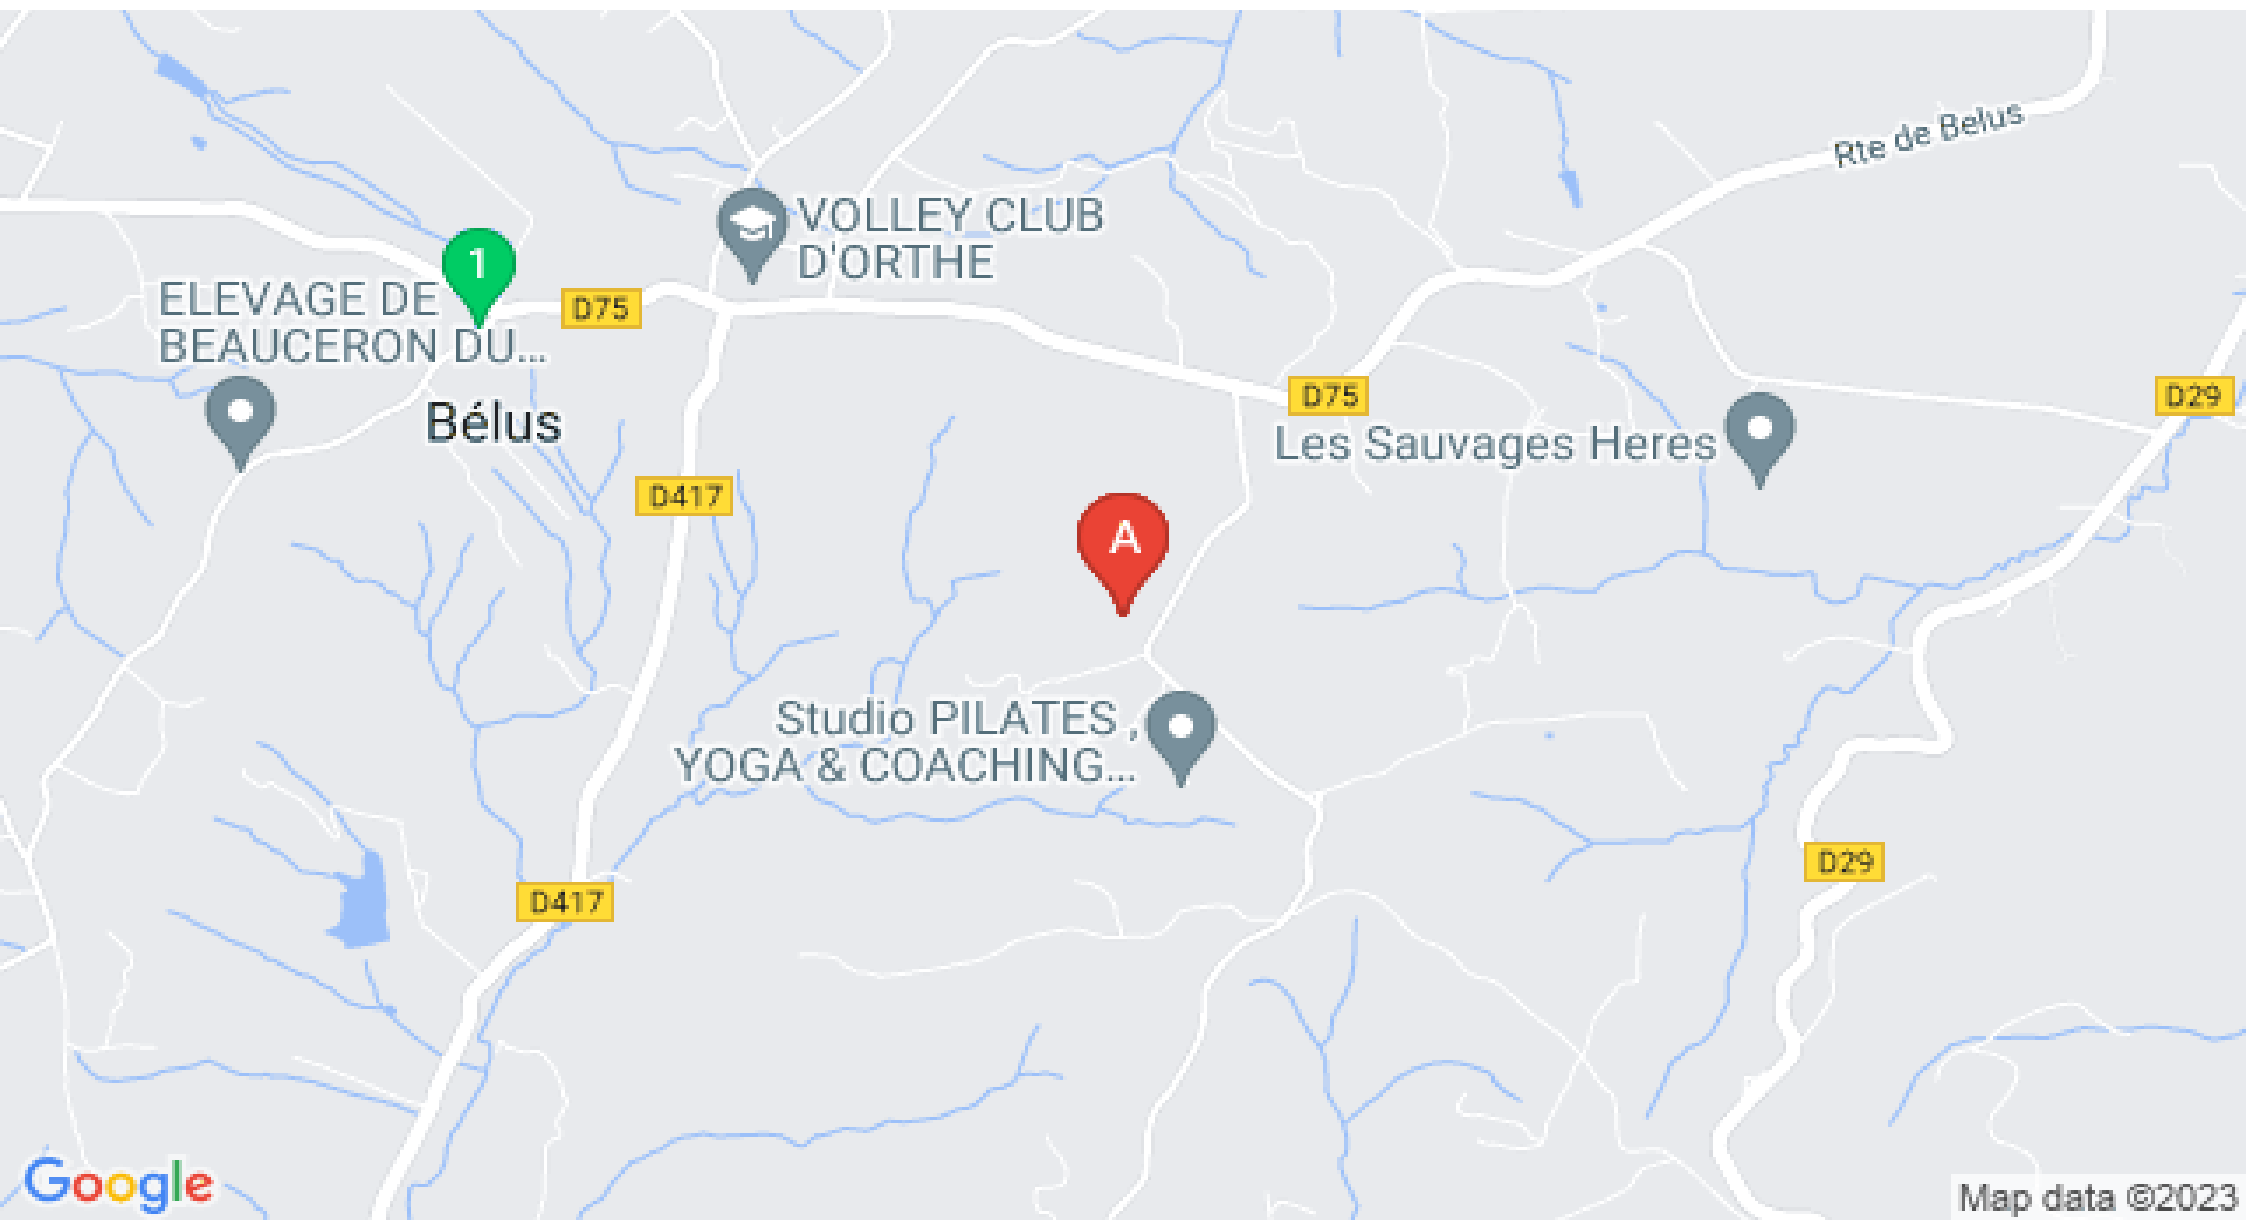 Rte de Belus
VOLLEY CLUB
D'ORTHE
1
ELEVAGE DE
BEAUCERON DU...
D75
D75
D29
Bélus
Les Sauvages Heres
D417
A
Studio PILATES ,
YOGA & COACHING...
D29
D417
Google
Map data ©2023